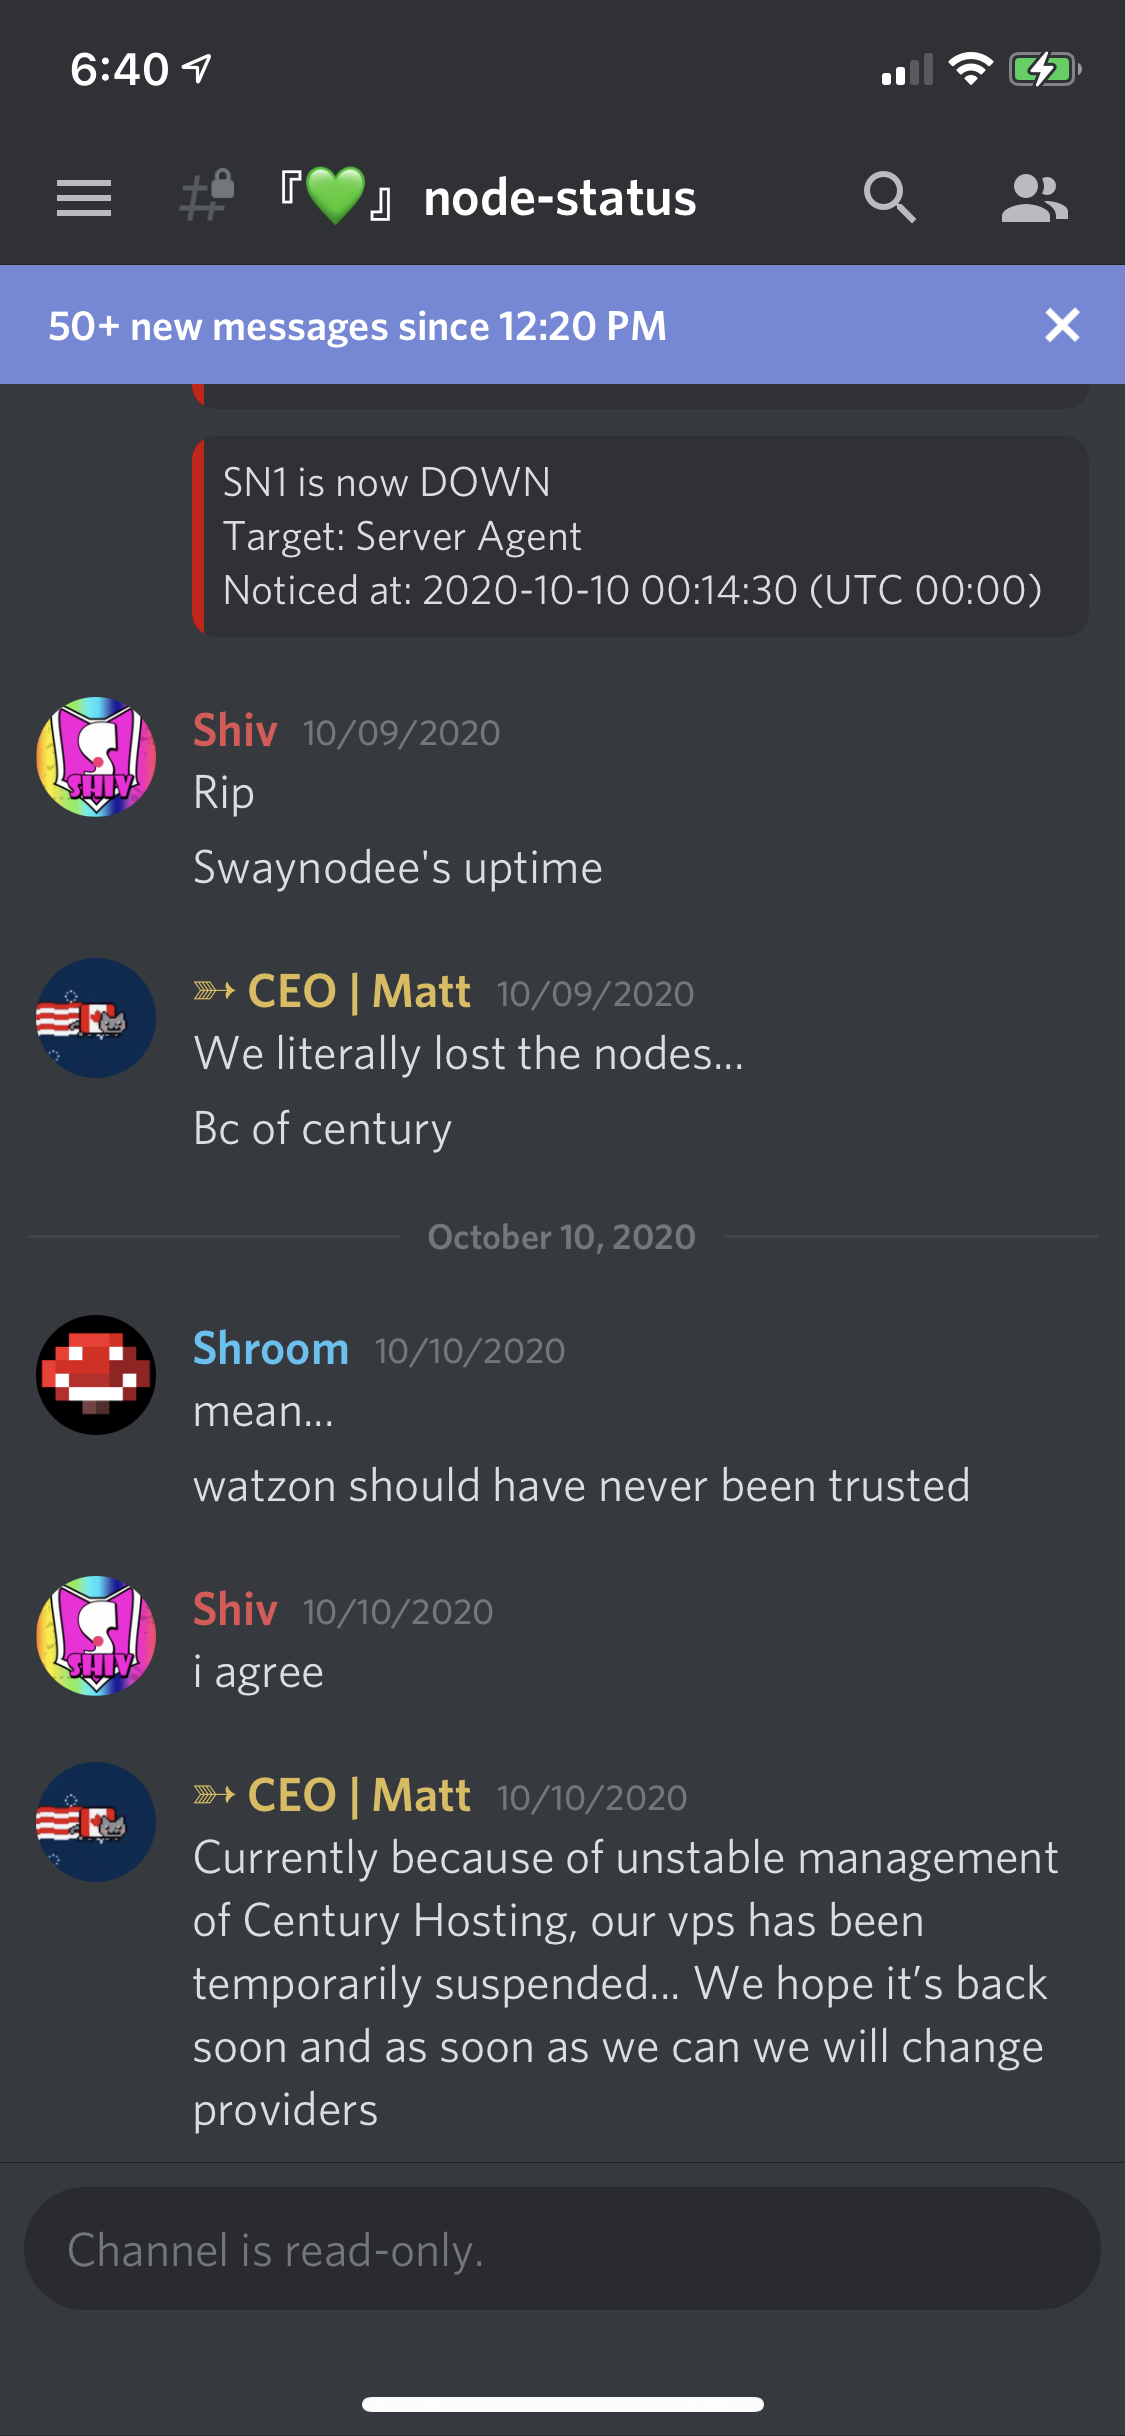 6:40
『💚』 node-status
50+ new messages since 12:20 PM
SN1 is now DOWN
Target: Server Agent
Noticed at: 2020-10-10 00:14:30 (UTC 00:00)
Shiv 10/09/2020
SHIV
Rip
Swaynodee's uptime
➳ CEO | Matt 10/09/2020
We literally lost the nodes...
Bc of century
October 10, 2020
Shroom 10/10/2020
mean...
watzon should have never been trusted
Shiv 10/10/2020
SHIV
i agree
➳ CEO | Matt 10/10/2020
Currently because of unstable management
of Century Hosting, our vps has been
temporarily suspended... We hope it’s back
soon and as soon as we can we will change
providers
Channel is read-only.